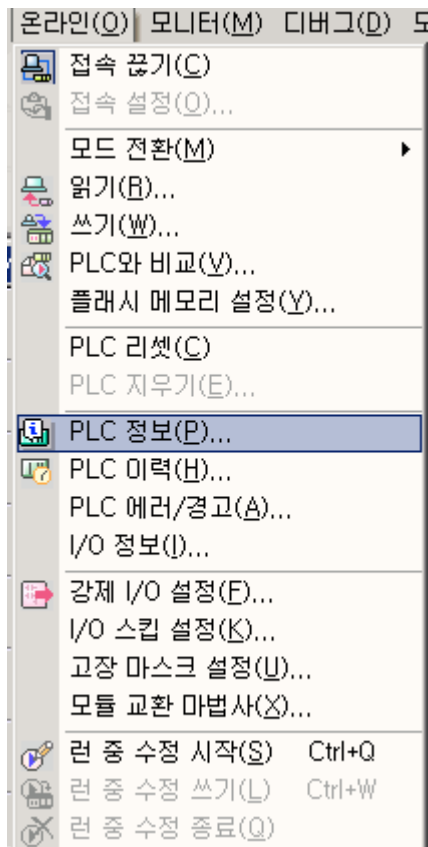 온라인(O) 모니터(M) 디버그(D)
접속 끊기(C)
접속 설정(O)...
모드 전환(M)
읽기(R)...
쓰기(W)...
PLC와 비교(V)...
플래시 메모리 설정(Y)...
PLC 리셋(C)
PLC 지우기(E)...
PLC 정보(P)...
PLC 이력(H)...
PLC 에러/경고(A)...
I/O 정보(I)...
강제 I/O 설정(F)...
I/O 스킵 설정(K)...
고장 마스크 설정(U)...
모듈 교환 마법사(X)...
런 중 수정 시작(S) Ctrl+Q
런 중 수정 쓰기(L) Ctrl+W
런 중 수정 종료(Q)